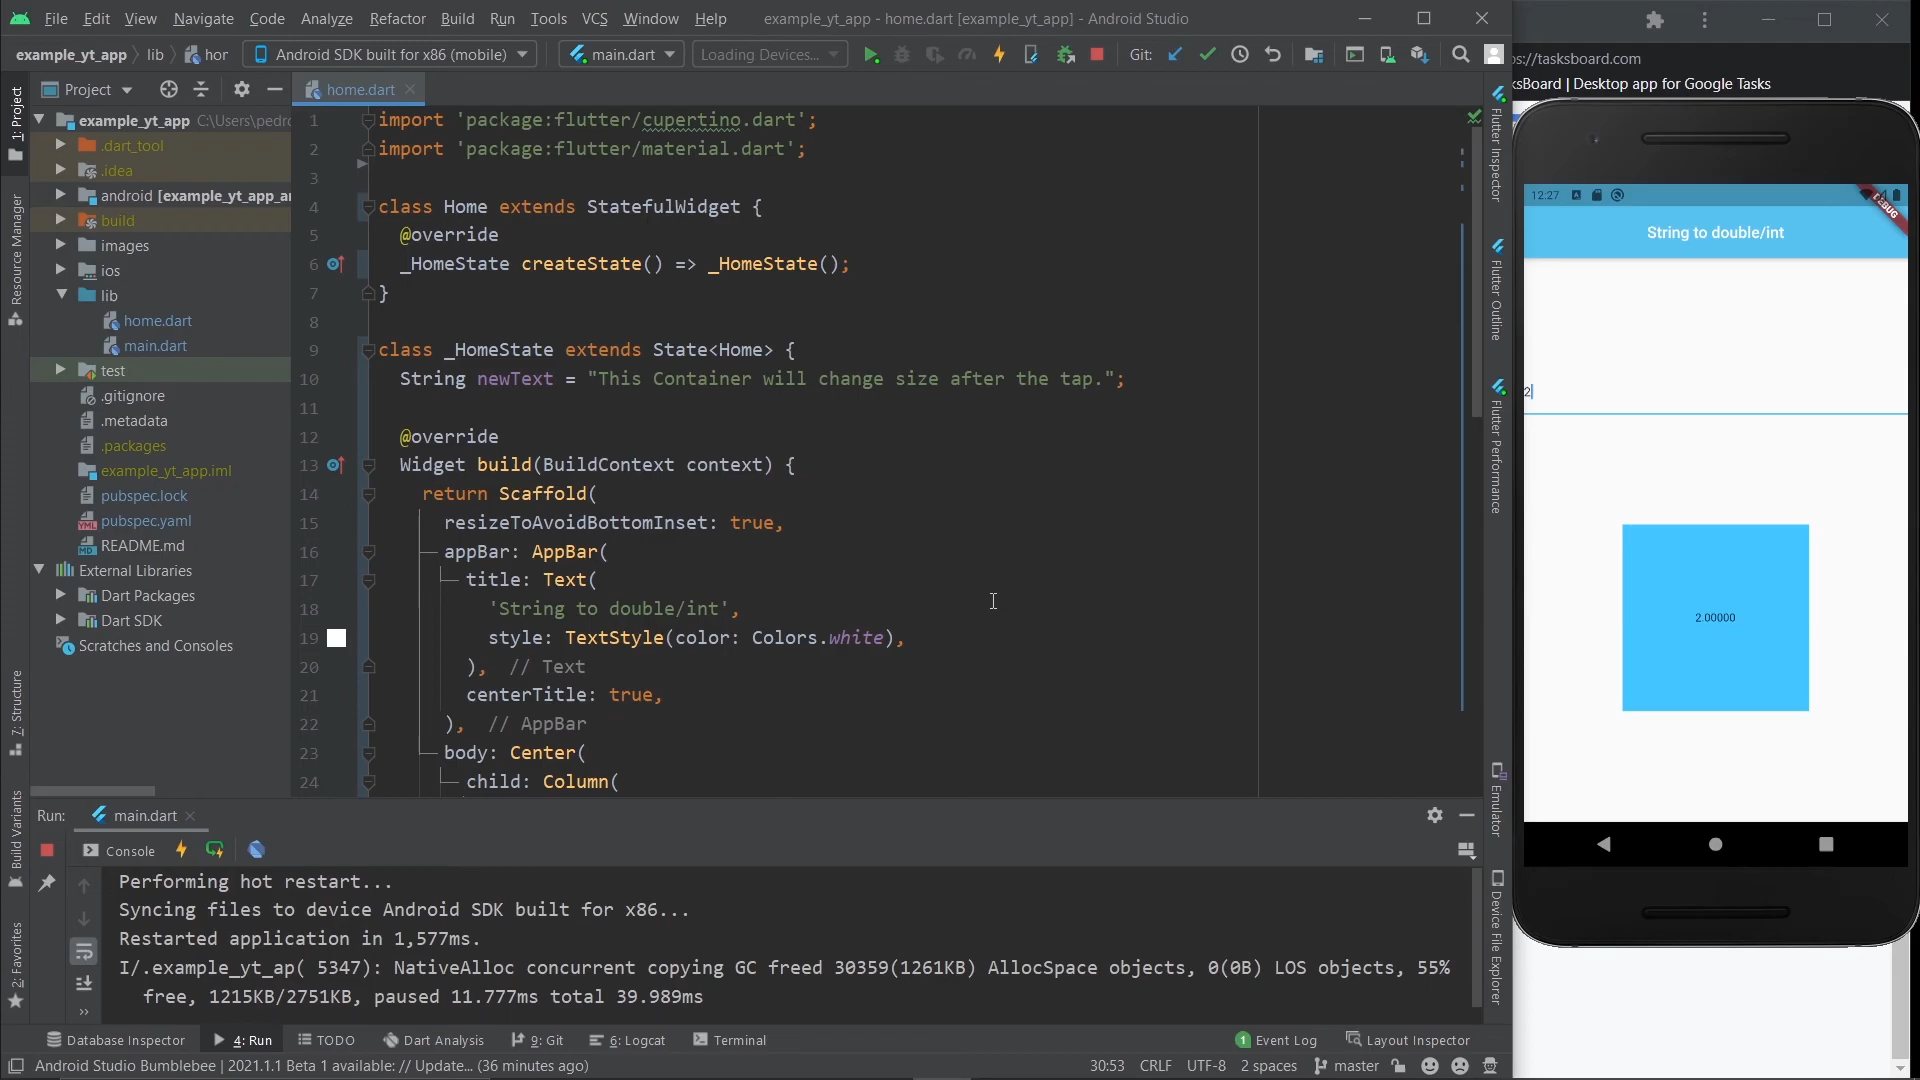 File Edit View Navigate Code Analyze Refactor Build Run Tools VCS Window Help example_yt_app - home.dart [example_yt_app] - Android Studio
example_yt_app lib hor Android SDK built for x86 (mobile) main.dart Loading Devices... Git:
Project
home.dart
1: Project
Resource Manager
7: Structure
Build Variants
2: Favorites
example_yt_app C:\Users\pedro
.dart_tool
.idea
android [example_yt_app_an
build
images
ios
lib
home.dart
main.dart
test
.gitignore
.metadata
.packages
example_yt_app.iml
pubspec.lock
pubspec.yaml
README.md
External Libraries
Dart Packages
Dart SDK
Scratches and Consoles
1 import 'package:flutter/cupertino.dart';
2 import 'package:flutter/material.dart';
3
4 class Home extends StatefulWidget {
5 @override
6 _HomeState createState() => _HomeState();
7 }
8
9 class _HomeState extends State<Home> {
10 String newText = "This Container will change size after the tap.";
11
12 @override
13 Widget build(BuildContext context) {
14 return Scaffold(
15 resizeToAvoidBottomInset: true,
16 appBar: AppBar(
17 title: Text(
18 'String to double/int',
19 style: TextStyle(color: Colors.white),
20 ), // Text
21 centerTitle: true,
22 ), // AppBar
23 body: Center(
24 child: Column(
Flutter Inspector
Flutter Outline
Flutter Performance
Emulator
Device File Explorer
Run: main.dart
Console
Performing hot restart...
Syncing files to device Android SDK built for x86...
Restarted application in 1,577ms.
I/.example_yt_ap( 5347): NativeAlloc concurrent copying GC freed 30359(1261KB) AllocSpace objects, 0(0B) LOS objects, 55%
free, 1215KB/2751KB, paused 11.777ms total 39.989ms
Database Inspector 4: Run TODO Dart Analysis 9: Git 6: Logcat Terminal 1 Event Log Layout Inspector
Android Studio Bumblebee | 2021.1.1 Beta 1 available: // Update... (36 minutes ago) 30:53 CRLF UTF-8 2 spaces master
ps://tasksboard.com
ksBoard | Desktop app for Google Tasks
12:27
DEBUG
String to double/int
2
2.00000